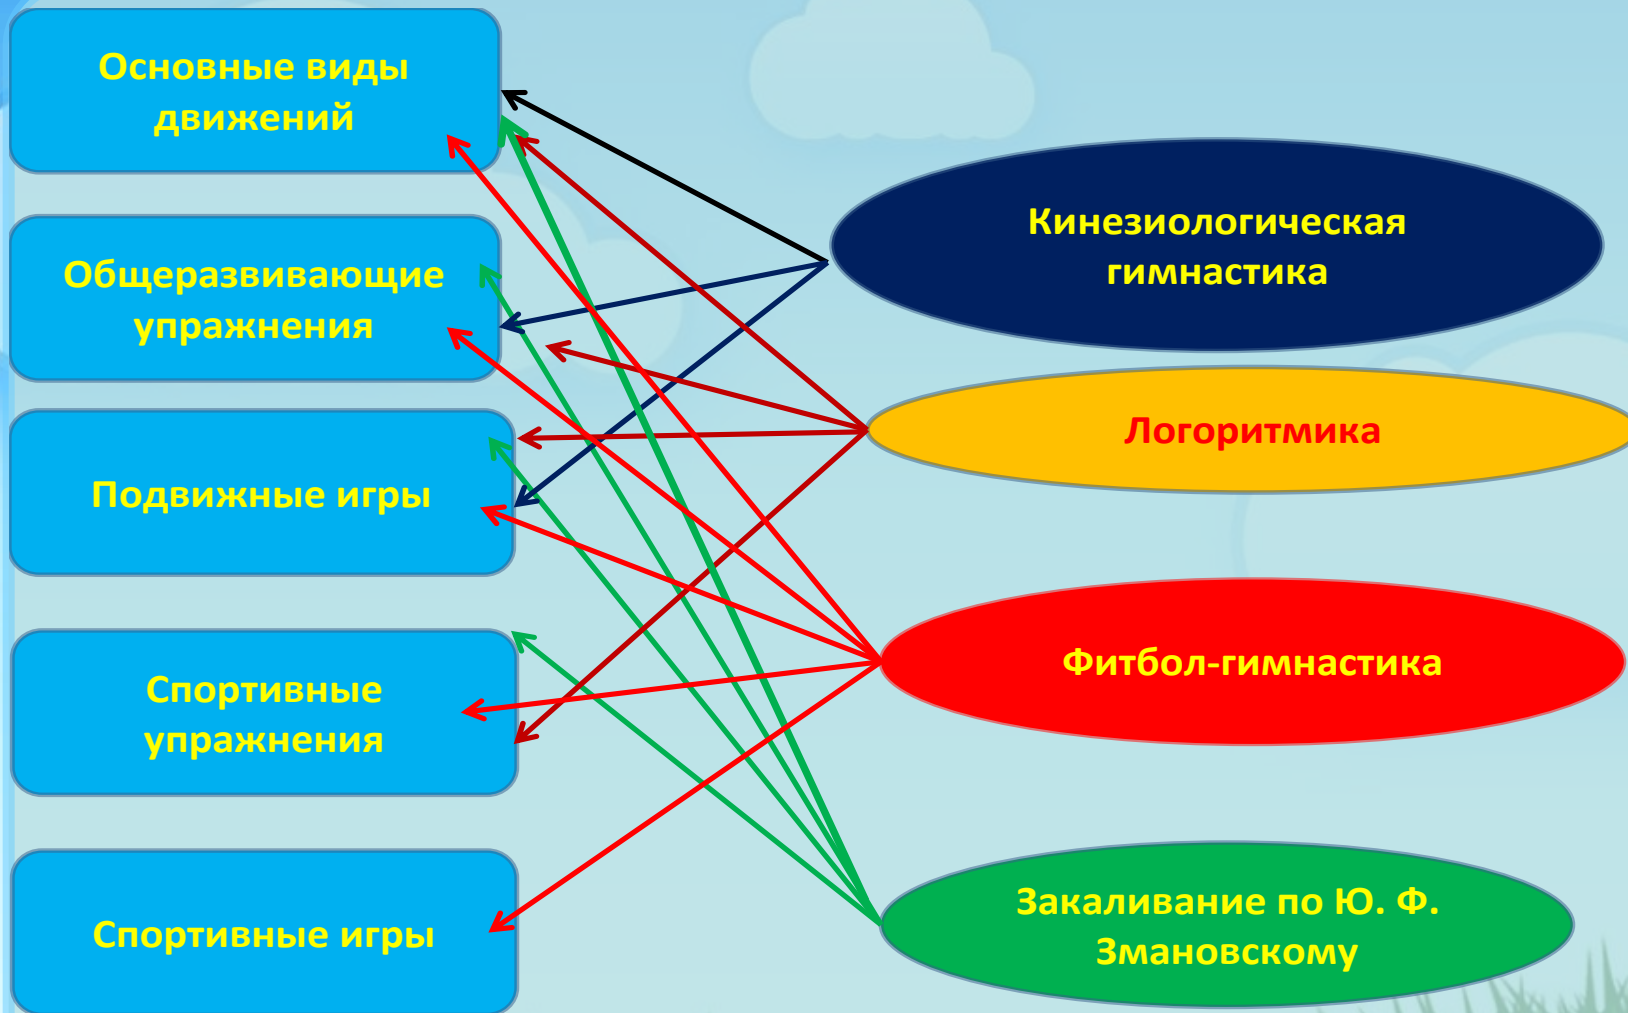 Основные виды
движений
Общеразвивающие
упражнения
Подвижные игры
Спортивные
упражнения
Спортивные игры
Кинезиологическая
гимнастика
Логоритмика
Фитбол-гимнастика
Закаливание по Ю. Ф.
Змановскому